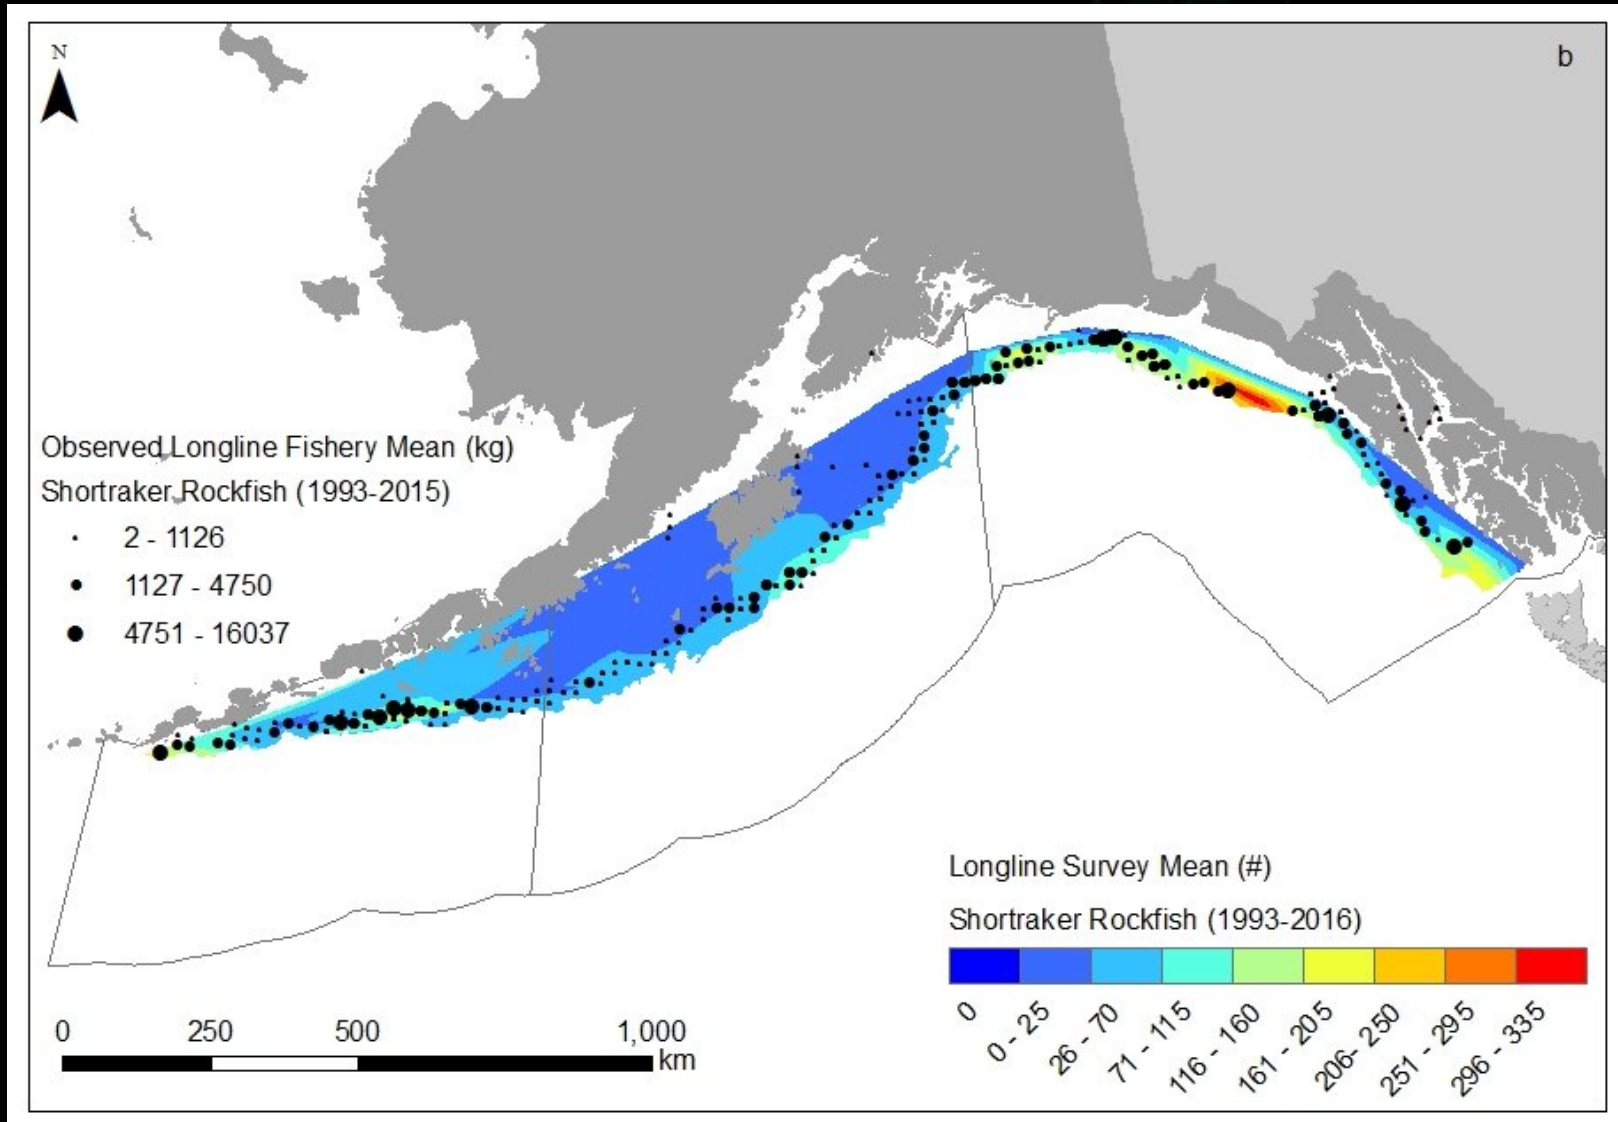 N
b
Observed Longline Fishery Mean (kg)
Shortraker Rockfish (1993-2015)
2 - 1126
1127 - 4750
4751 - 16037
Longline Survey Mean (#)
Shortraker Rockfish (1993-2016)
0
0 - 25
26 - 70
71 - 115
116 - 160
161 - 205
206- 250
251 - 295
296 - 335
0 250 500 1,000
km